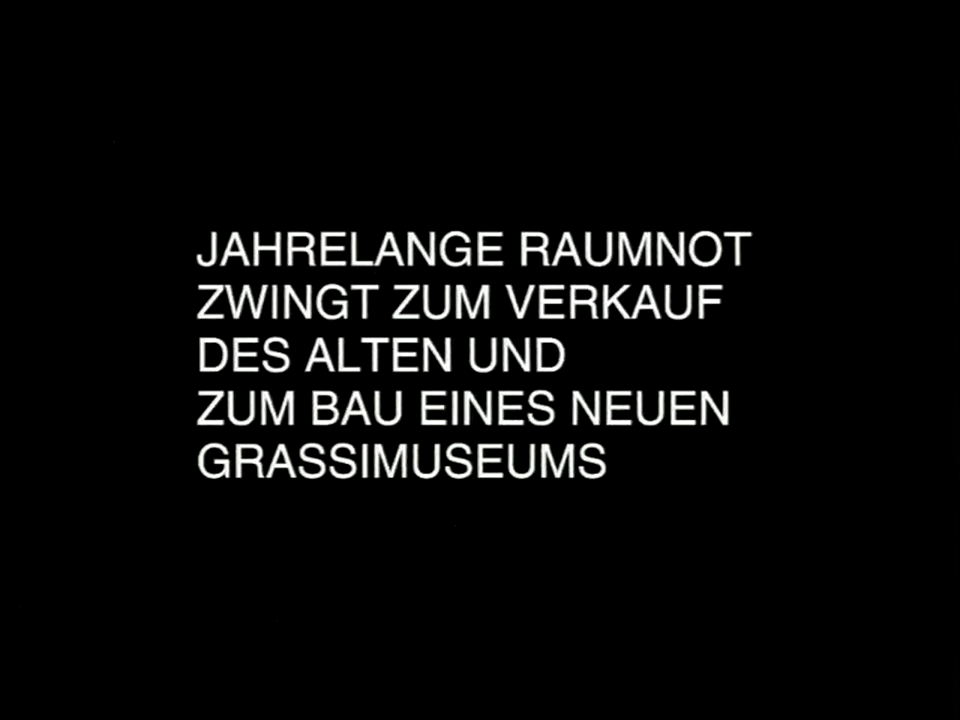 JAHRELANGE RAUMNOT
ZWINGT ZUM VERKAUF
DES ALTEN UND
ZUM BAU EINES NEUEN
GRASSIMUSEUMS